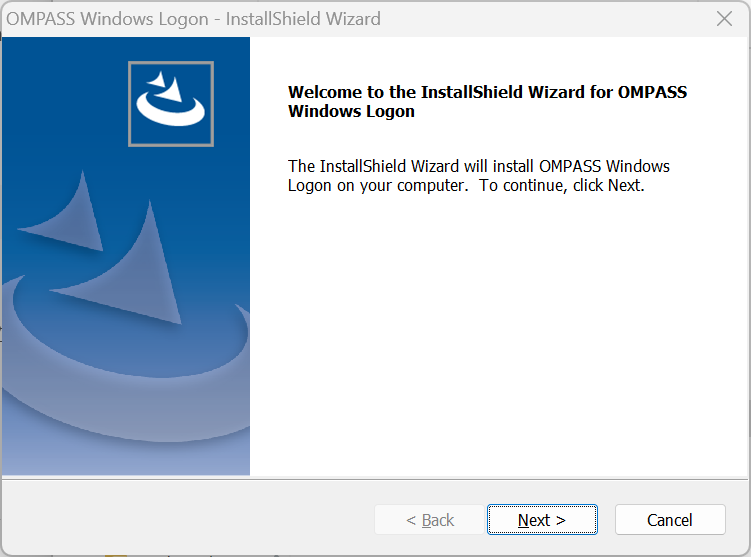 OMPASS Windows Logon - InstallShield Wizard
Welcome to the InstallShield Wizard for OMPASS
Windows Logon
The InstallShield Wizard will install OMPASS Windows
Logon on your computer.  To continue, click Next.
< Back
Next >
Cancel